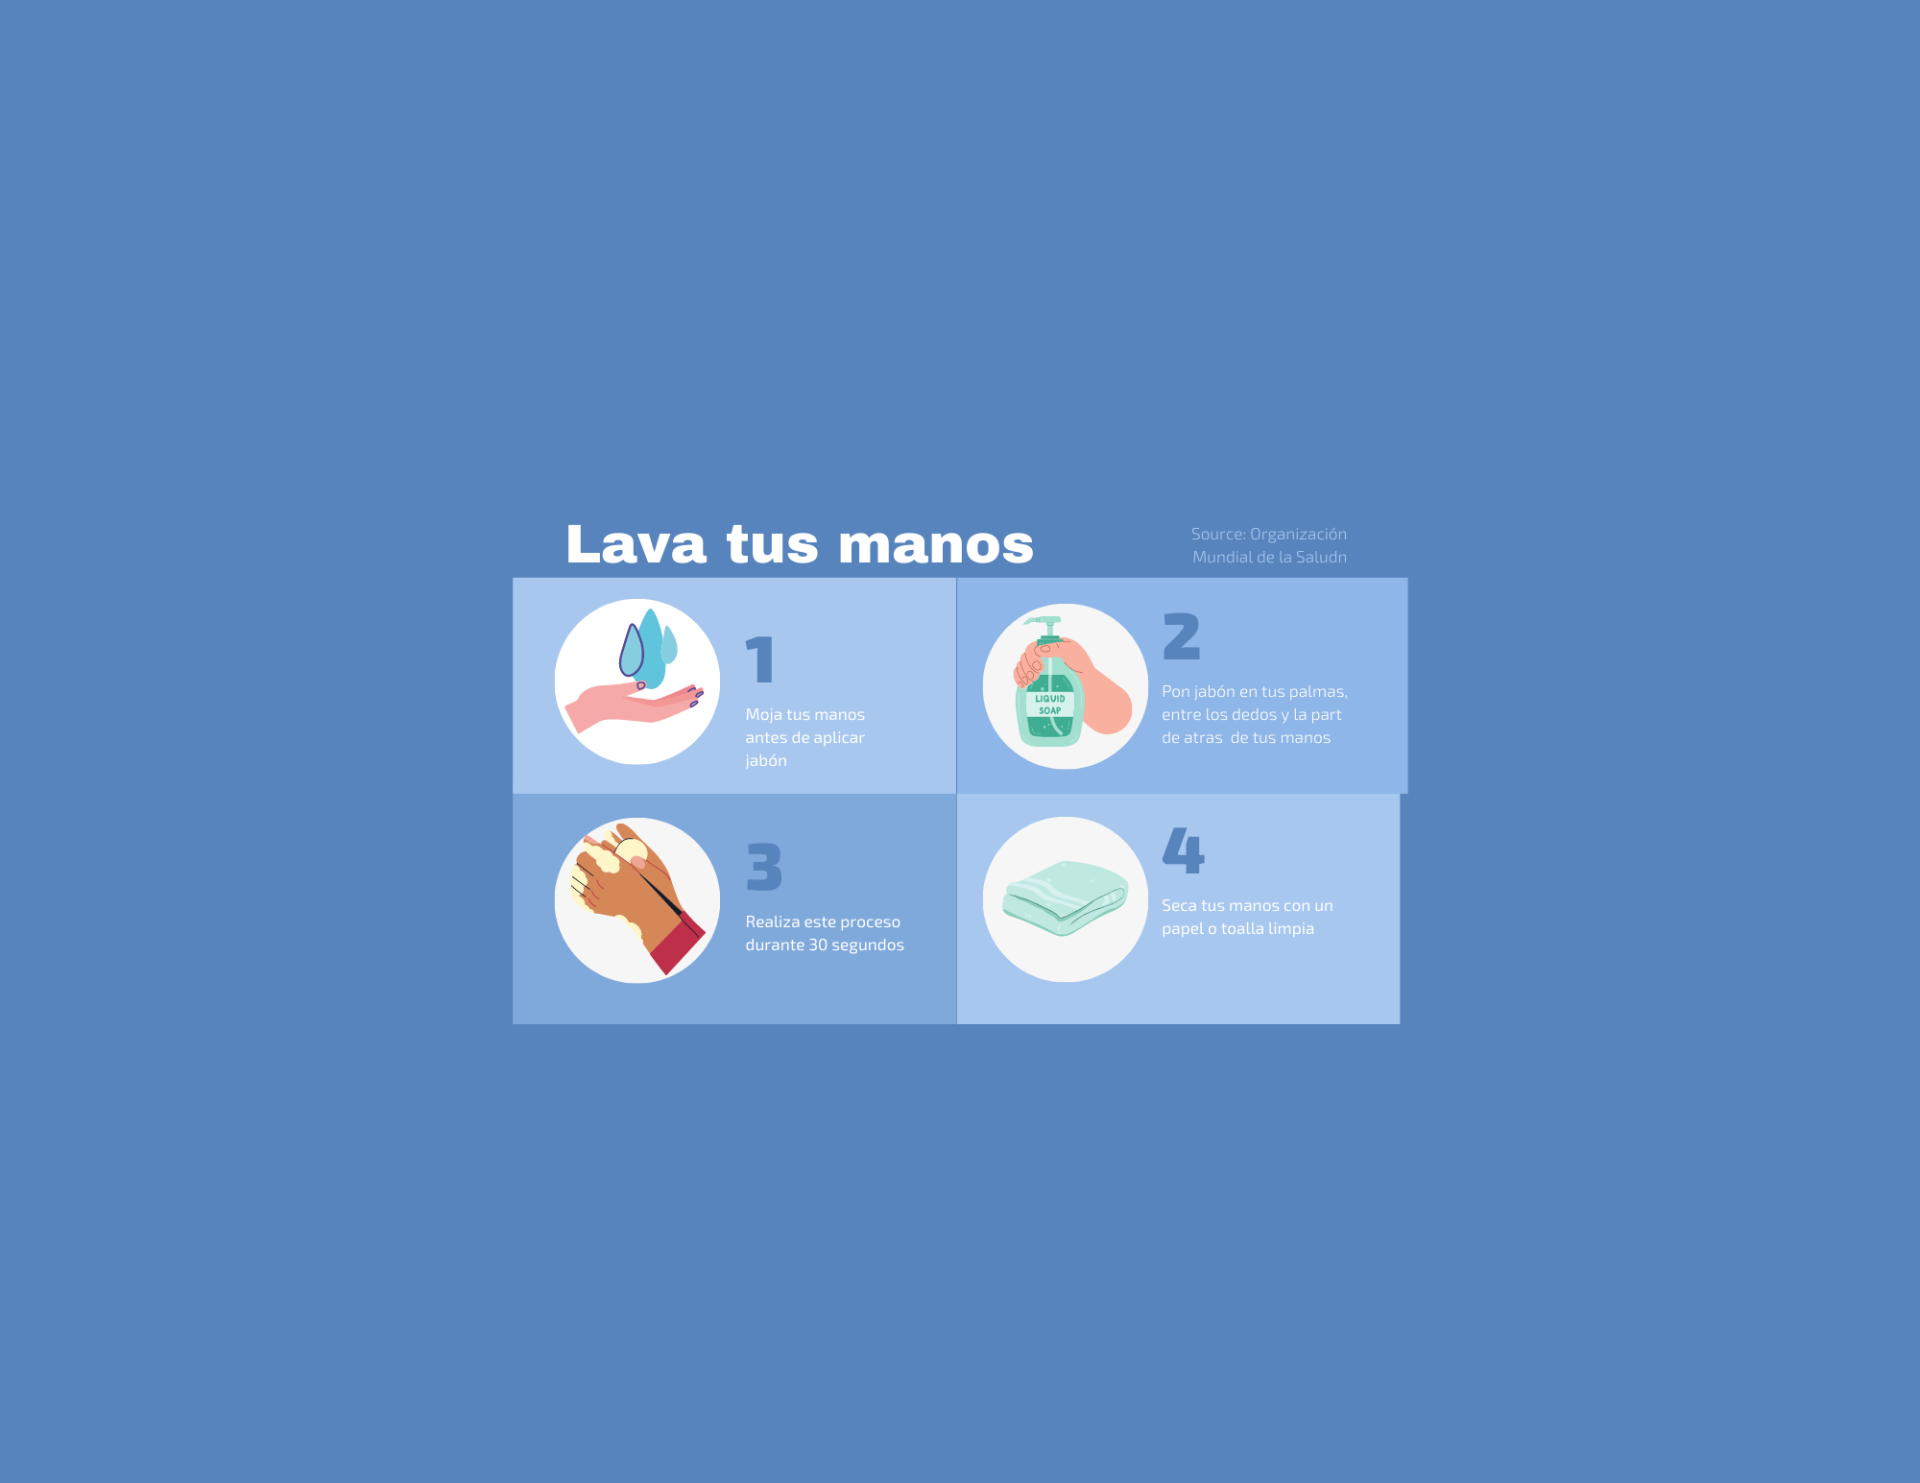 Lava tus manos
Source: Organización
Mundial de la Saludn
1
Moja tus manos
antes de aplicar
jabón
LIQUID
SOAP
2
Pon jabón en tus palmas,
entre los dedos y la part
de atras  de tus manos
3
Realiza este proceso
durante 30 segundos
4
Seca tus manos con un
papel o toalla limpia